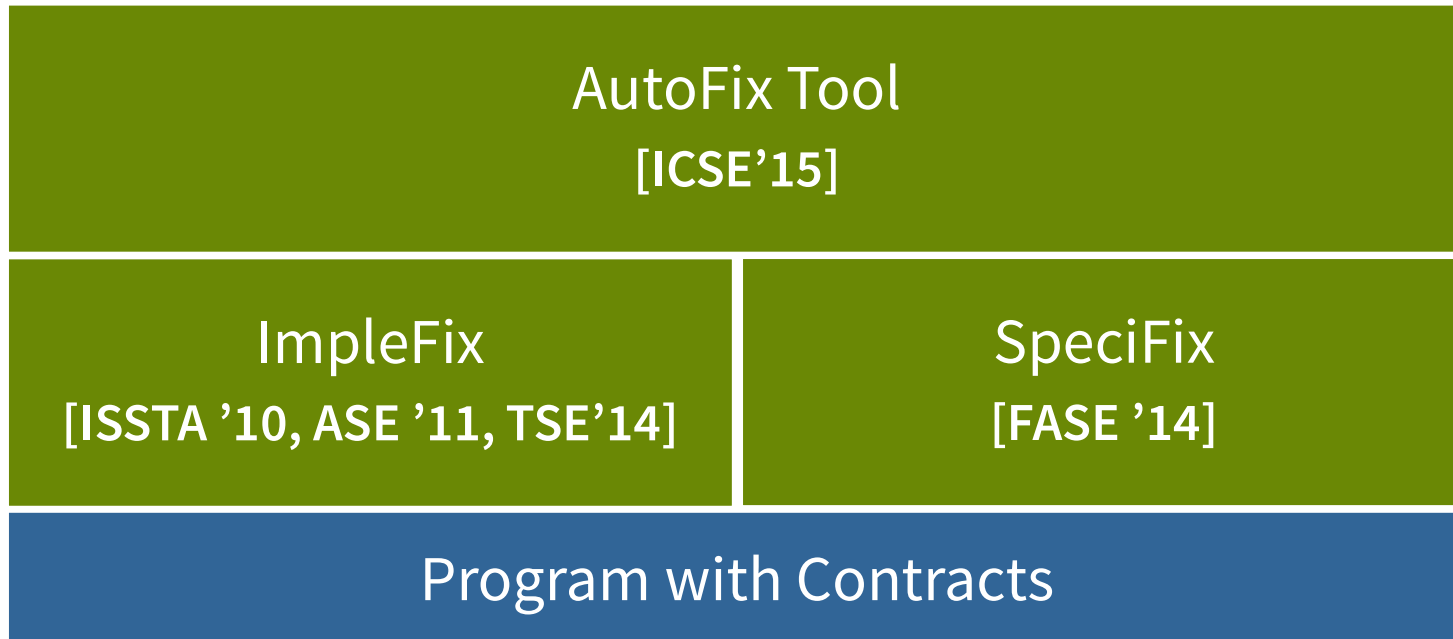 AutoFix Tool
[ICSE’15]
ImpleFix
[ISSTA ’10, ASE ’11, TSE’14]
SpeciFix
[FASE ’14]
Program with Contracts